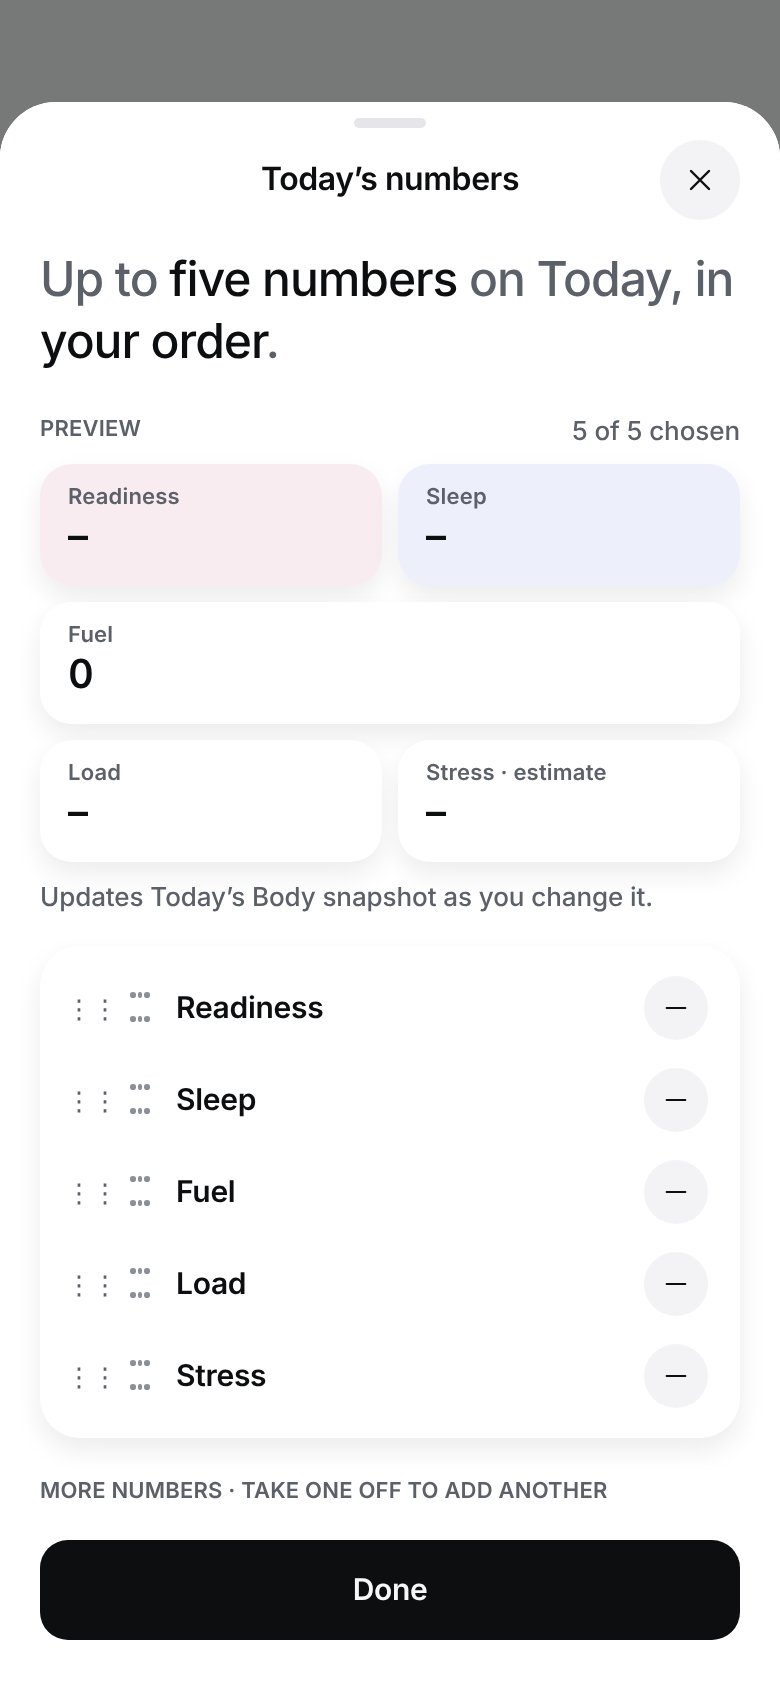 Today’s numbers
Up to five numbers on Today, in
your order.
PREVIEW
5 of 5 chosen
Readiness
–
Sleep
–
Fuel
0
Load
–
Stress · estimate
–
Updates Today’s Body snapshot as you change it.
Readiness
Sleep
Fuel
Load
Stress
MORE NUMBERS · TAKE ONE OFF TO ADD ANOTHER
Done